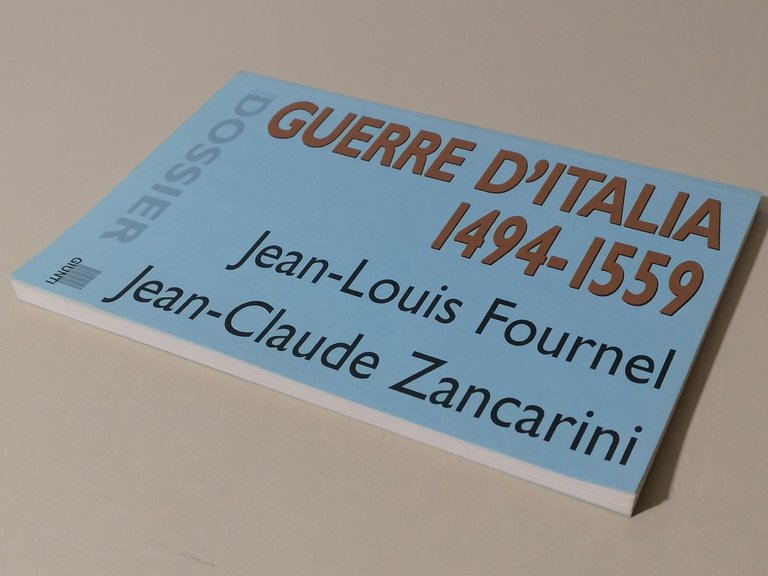 DOSSIER
GUERRE D'ITALIA
1494-1559
Jean-Louis Fournel
Jean-Claude Zancarini
GIUNTI